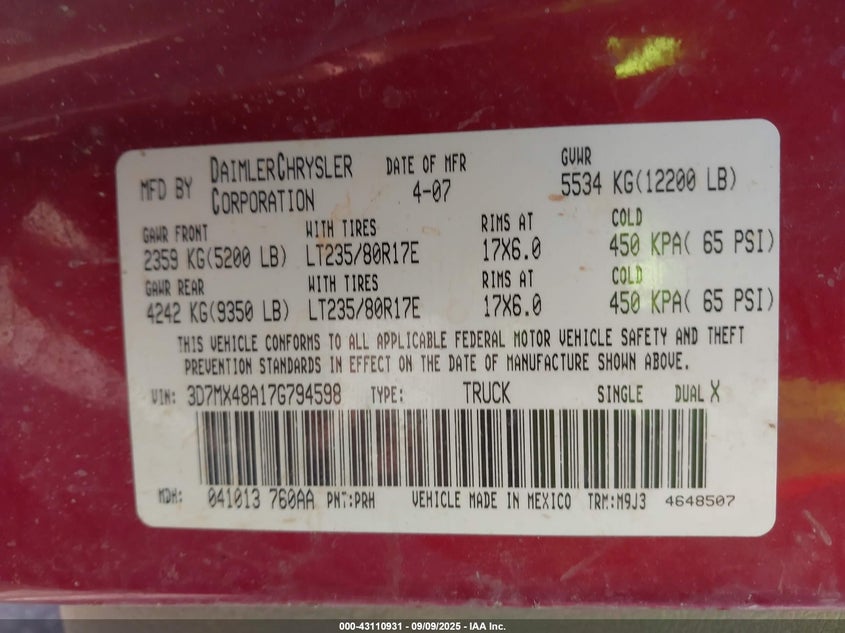 MFD BY DAIMLERCHRYSLER CORPORATION DATE OF MFR 4-07 GVWR 5534 KG(12200 LB)
GAWR FRONT WITH TIRES RIMS AT COLD
2359 KG(5200 LB) LT235/80R17E 17X6.0 450 KPA( 65 PSI)
GAWR REAR WITH TIRES RIMS AT COLD
4242 KG(9350 LB) LT235/80R17E 17X6.0 450 KPA( 65 PSI)
THIS VEHICLE CONFORMS TO ALL APPLICABLE FEDERAL MOTOR VEHICLE SAFETY AND THEFT
PREVENTION STANDARDS IN EFFECT ON THE DATE OF MANUFACTURE SHOWN ABOVE.
VIN: 3D7MX48A17G794598 TYPE: TRUCK SINGLE DUAL X
MDH: 041013 760AA PNT:PRH VEHICLE MADE IN MEXICO TRM:M9J3 4648507
000-43110931 - 09/09/2025 - IAA Inc.